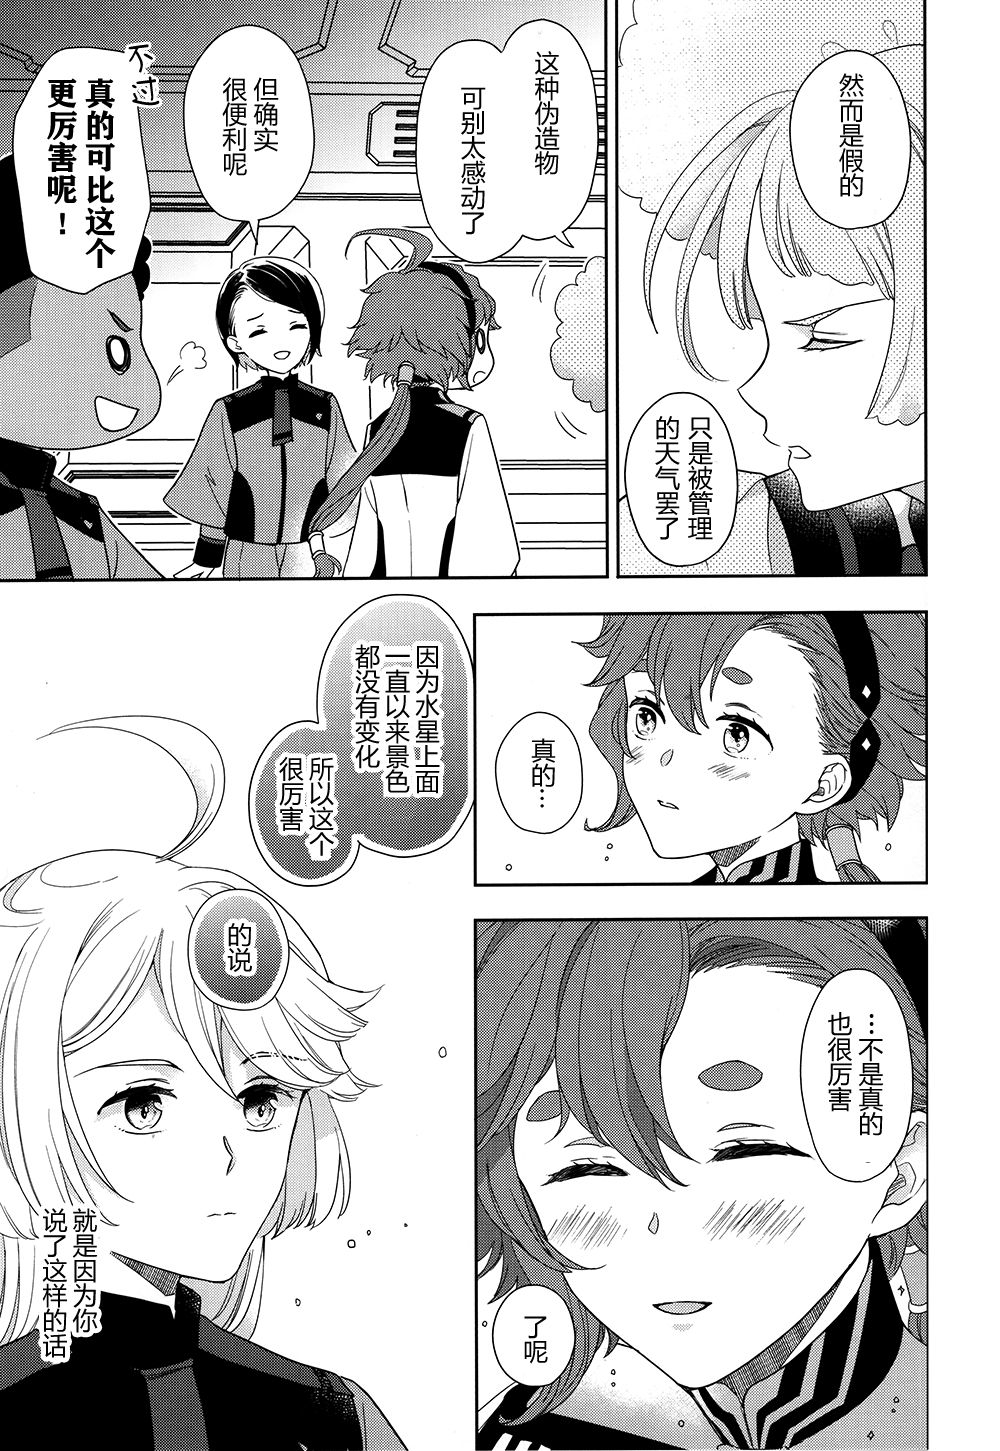 然而是假的
只是被管理
的天气罢了
这种伪造物
可别太感动了
但确实
很便利呢
不过
真的可比这个
更厉害呢！
真的…
因为水星上面
一直以来景色
都没有变化
所以这个
很厉害
的说
…不是真的
也很厉害
了呢
就是因为你
说了这样的话